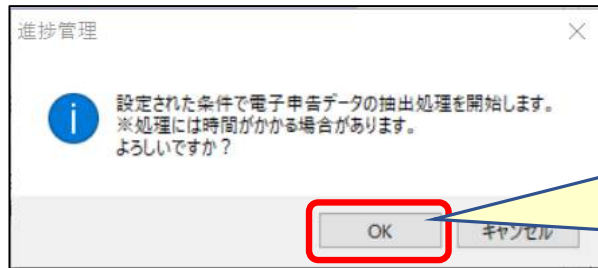 進捗管理
設定された条件で電子申告データの抽出処理を開始します。
※処理には時間がかかる場合があります。
よろしいですか？
OK
キャンセル